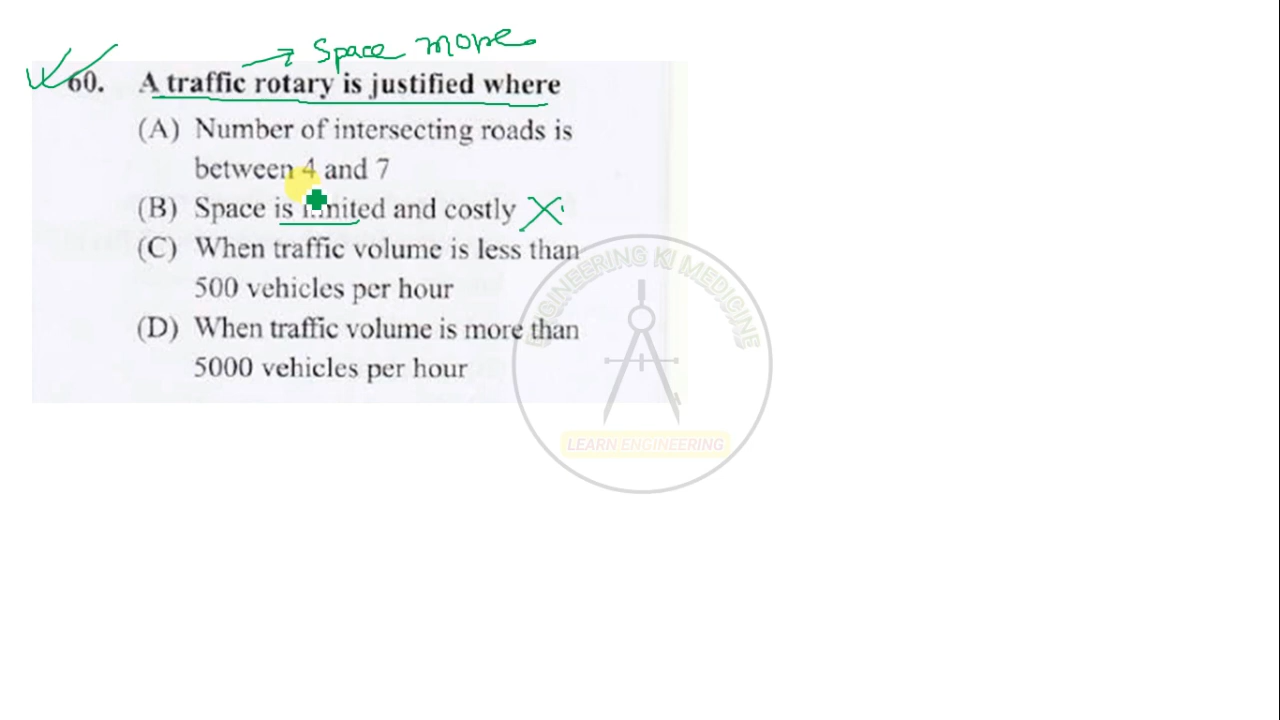 Space more
60. A traffic rotary is justified where
(A) Number of intersecting roads is
between 4 and 7
(B) Space is limited and costly
(C) When traffic volume is less than
500 vehicles per hour
(D) When traffic volume is more than
5000 vehicles per hour
ENGINEERING KI MEDICINE
LEARN ENGINEERING